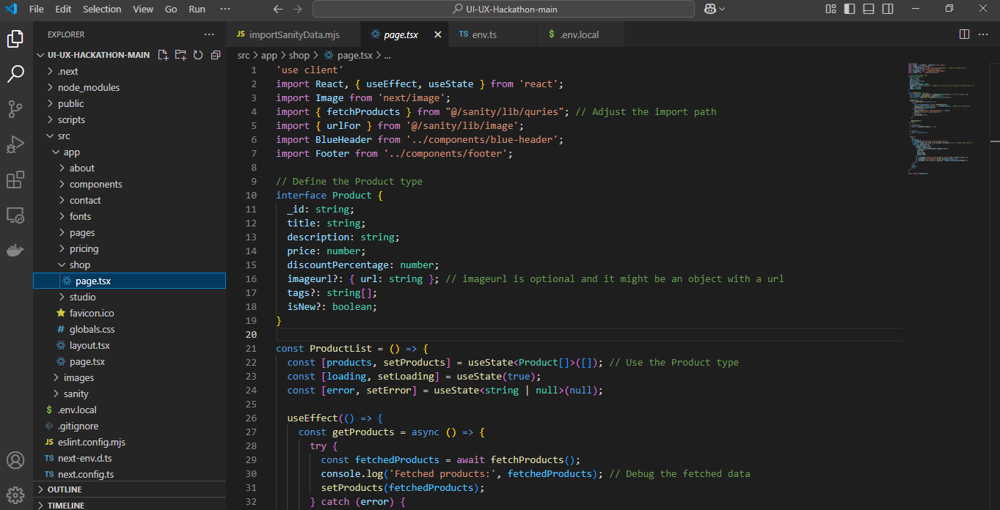 File Edit Selection View Go Run ···
UI-UX-Hackathon-main
EXPLORER ···
UI-UX-HACKATHON-MAIN
.next
node_modules
public
scripts
src
app
about
components
contact
fonts
pages
pricing
shop
page.tsx
studio
favicon.ico
# globals.css
layout.tsx
page.tsx
images
sanity
$ .env.local
.gitignore
JS eslint.config.mjs
TS next-env.d.ts
TS next.config.ts
OUTLINE
TIMELINE
JS importSanityData.mjs
page.tsx
TS env.ts
$ .env.local
src > app > shop > page.tsx > ...
1 'use client'
2 import React, { useEffect, useState } from 'react';
3 import Image from 'next/image';
4 import { fetchProducts } from "@/sanity/lib/quries"; // Adjust the import path
5 import { urlFor } from '@/sanity/lib/image';
6 import BlueHeader from '../components/blue-header';
7 import Footer from '../components/footer';
8
9 // Define the Product type
10 interface Product {
11 _id: string;
12 title: string;
13 description: string;
14 price: number;
15 discountPercentage: number;
16 imageurl?: { url: string }; // imageurl is optional and it might be an object with a url
17 tags?: string[];
18 isNew?: boolean;
19 }
20
21 const ProductList = () => {
22 const [products, setProducts] = useState<Product[]>([]); // Use the Product type
23 const [loading, setLoading] = useState(true);
24 const [error, setError] = useState<string | null>(null);
25
26 useEffect(() => {
27 const getProducts = async () => {
28 try {
29 const fetchedProducts = await fetchProducts();
30 console.log('Fetched products:', fetchedProducts); // Debug the fetched data
31 setProducts(fetchedProducts);
32 } catch (error) {